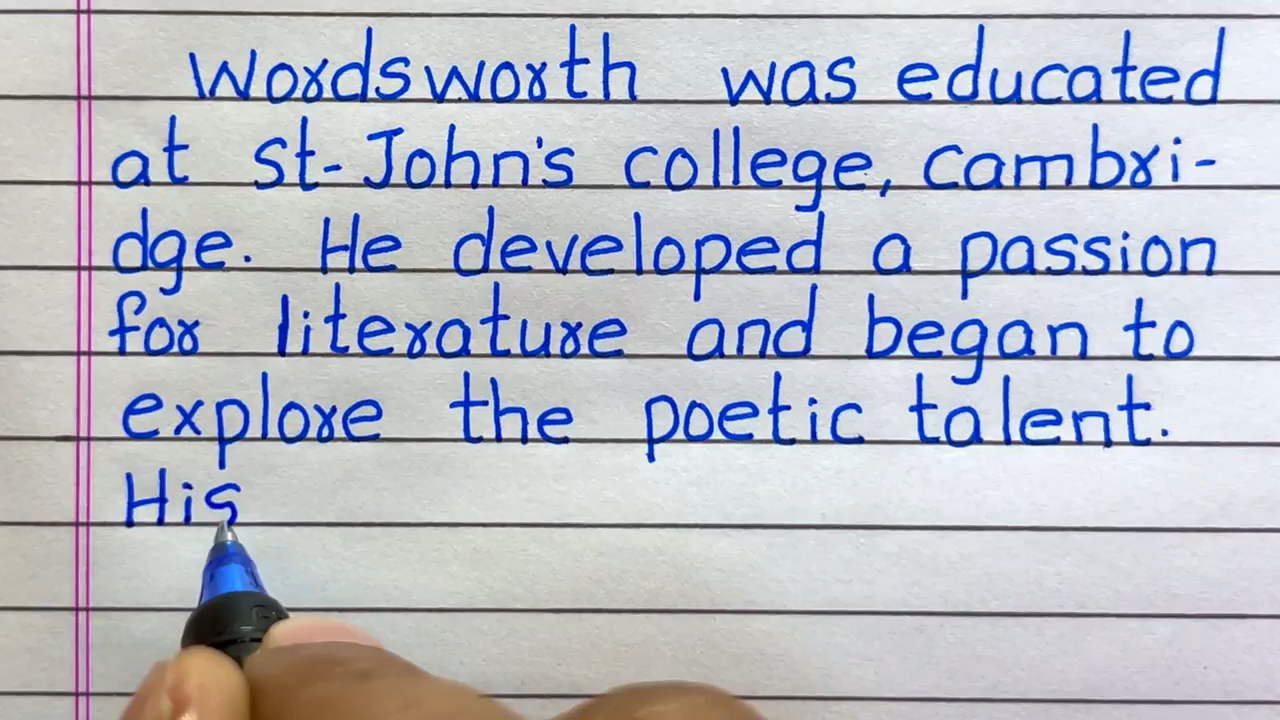 Wordsworth was educated
at st-John's college, cambri-
dge. He developed a passion
for literature and began to
explore the poetic talent.
His